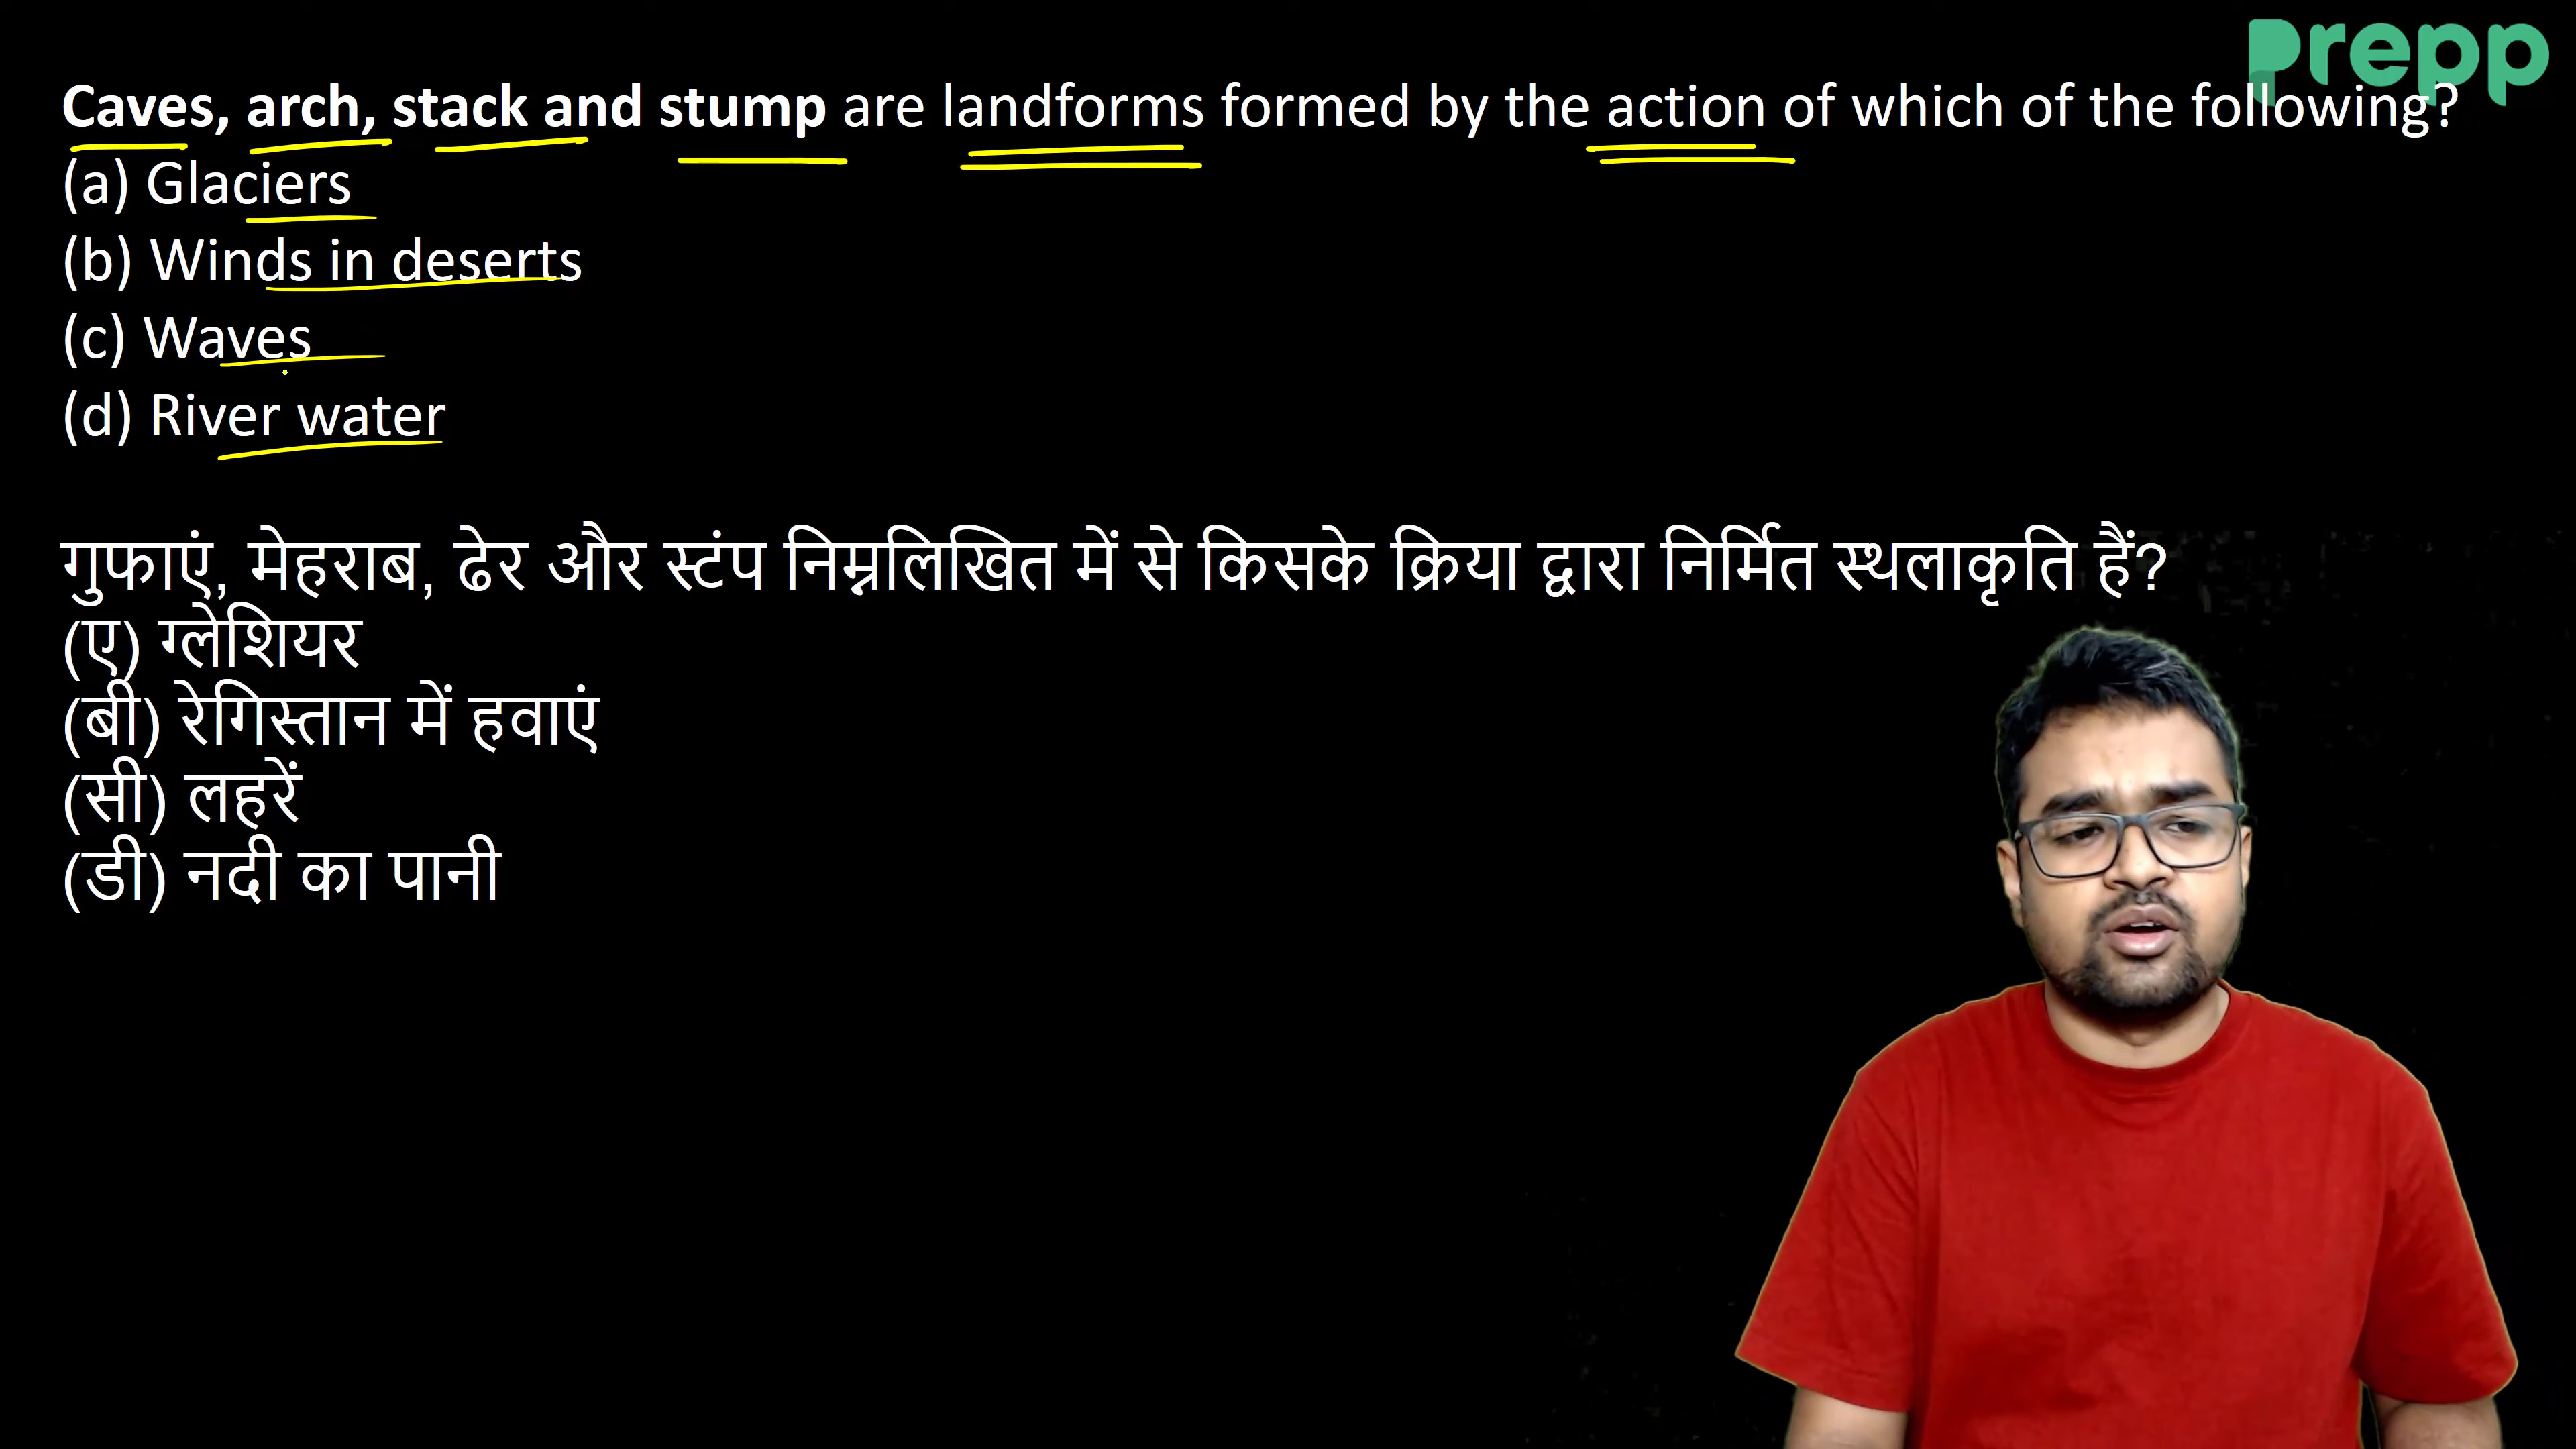 prepp
Caves, arch, stack and stump are landforms formed by the action of which of the following?
(a) Glaciers
(b) Winds in deserts
(c) Waves
(d) River water
गुफाएं, मेहराब, ढेर और स्टंप निम्नलिखित में से किसके क्रिया द्वारा निर्मित स्थलाकृति हैं?
(ए) ग्लेशियर
(बी) रेगिस्तान में हवाएं
(सी) लहरें
(डी) नदी का पानी